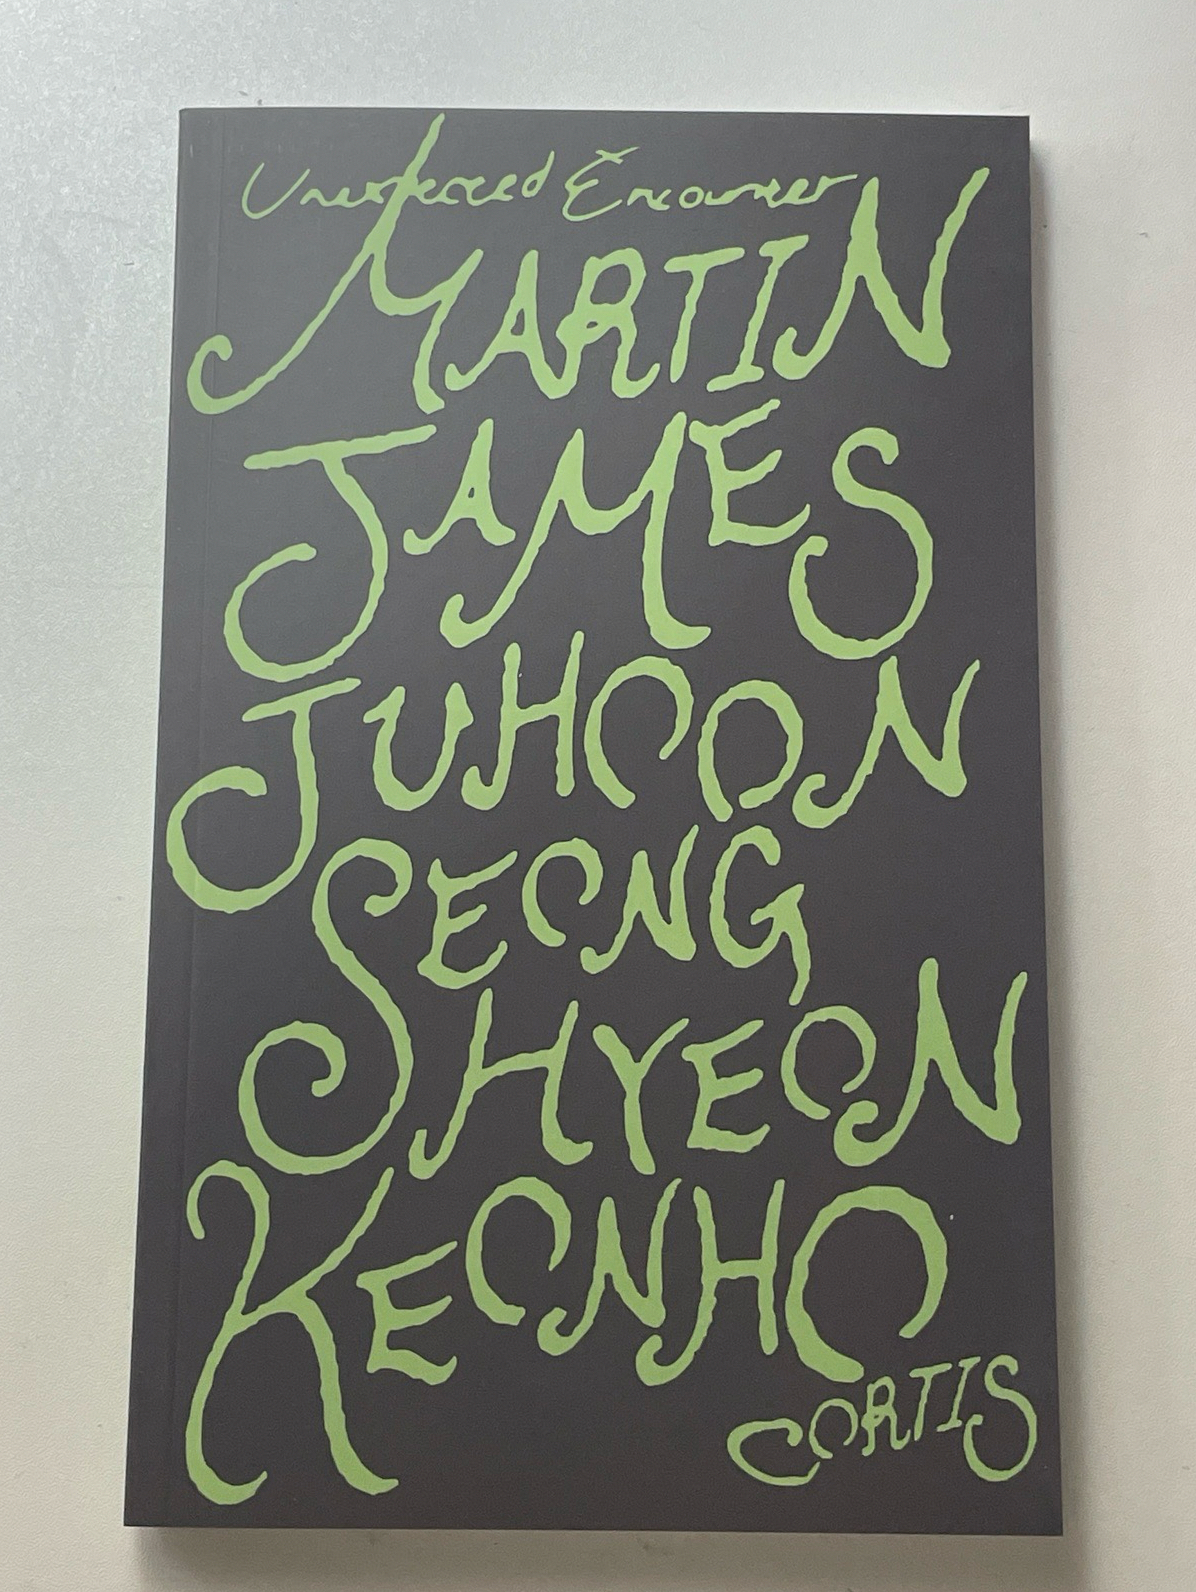 Unexpected Encounter
MARTIN
JAMES
JUHOON
SEONG
HYEON
KEONHO
CORTIS